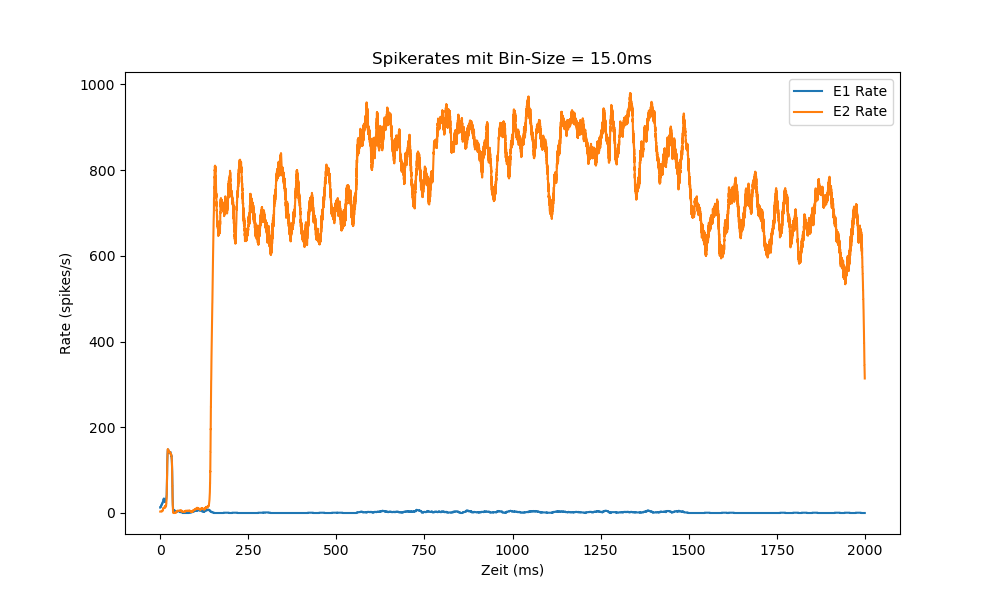 Spikerates mit Bin-Size = 15.0ms
E1 Rate
E2 Rate
1000
800
600
400
200
0
Rate (spikes/s)
0 250 500 750 1000 1250 1500 1750 2000
Zeit (ms)